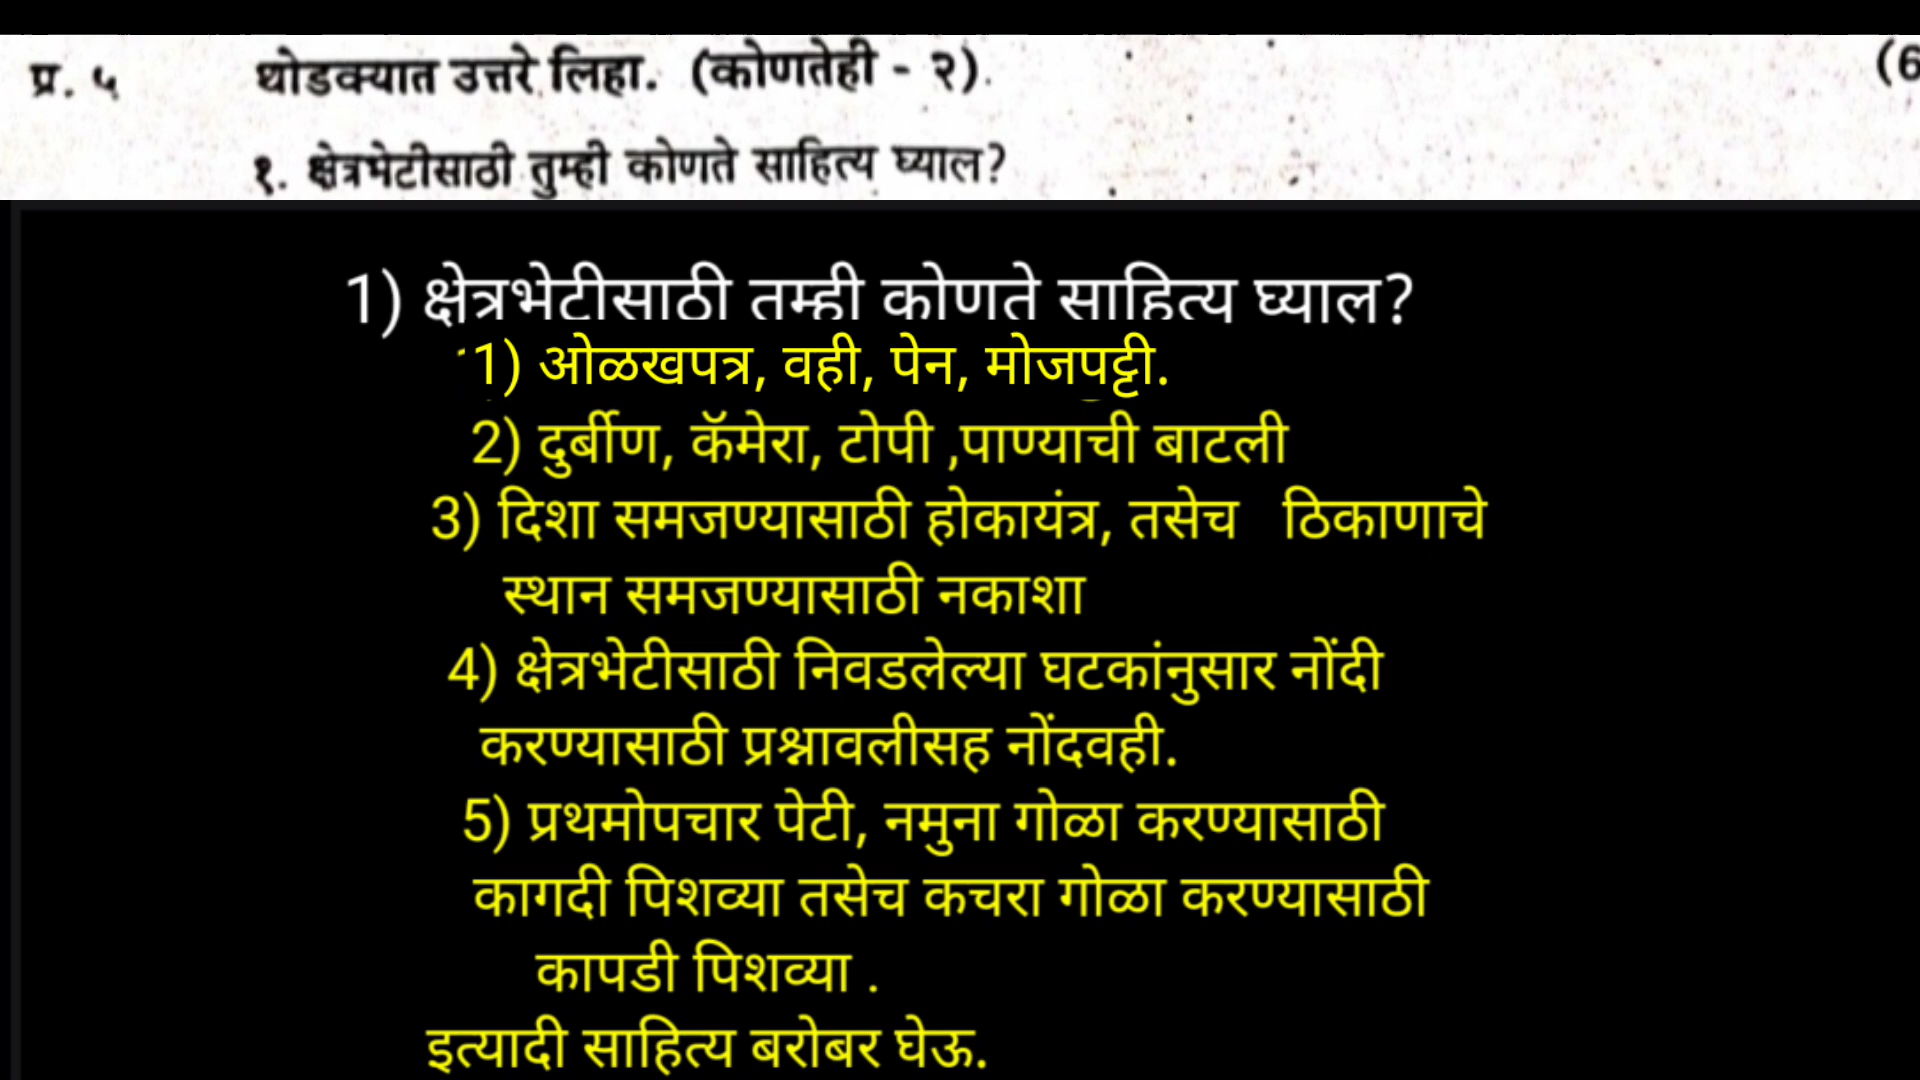 प्र. ५ थोडक्यात उत्तरे लिहा. (कोणतेही - २). (6
१. क्षेत्रभेटीसाठी तुम्ही कोणते साहित्य घ्याल?
1) क्षेत्रभेटीसाठी तुम्ही कोणते साहित्य घ्याल?
1) ओळखपत्र, वही, पेन, मोजपट्टी.
2) दुर्बीण, कॅमेरा, टोपी ,पाण्याची बाटली
3) दिशा समजण्यासाठी होकायंत्र, तसेच ठिकाणाचे
स्थान समजण्यासाठी नकाशा
4) क्षेत्रभेटीसाठी निवडलेल्या घटकांनुसार नोंदी
करण्यासाठी प्रश्नावलीसह नोंदवही.
5) प्रथमोपचार पेटी, नमुना गोळा करण्यासाठी
कागदी पिशव्या तसेच कचरा गोळा करण्यासाठी
कापडी पिशव्या .
इत्यादी साहित्य बरोबर घेऊ.